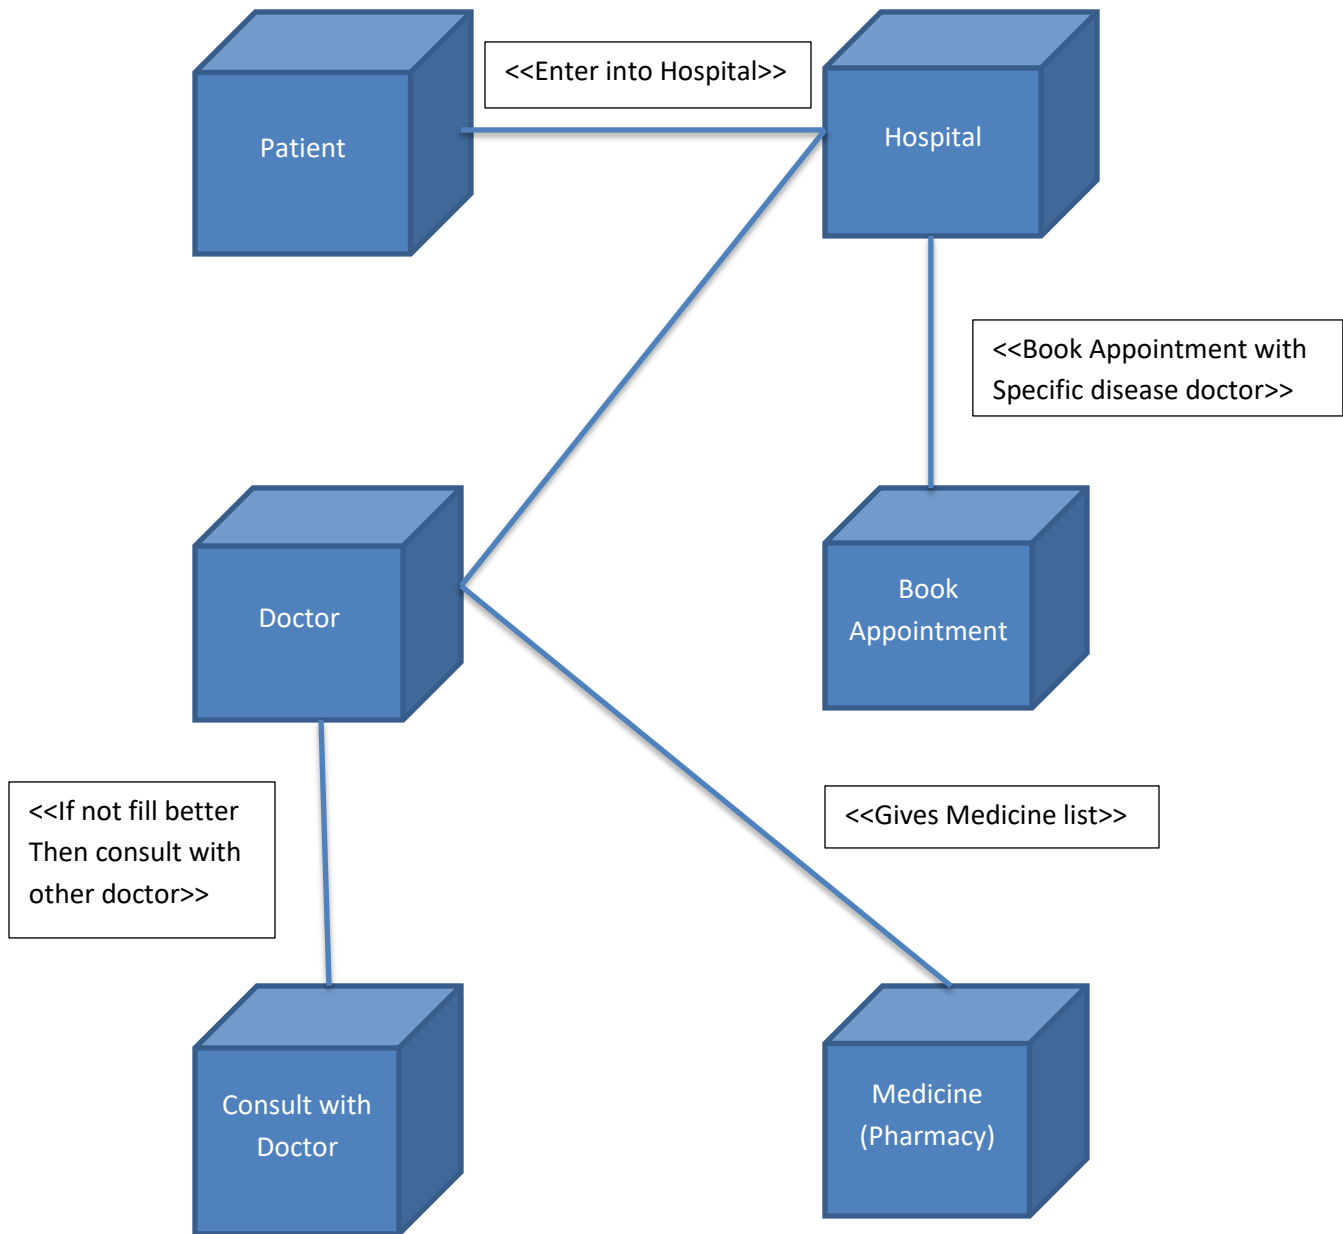 <<Enter into Hospital>>
Patient
Hospital
<<Book Appointment with
Specific disease doctor>>
Doctor
Book
Appointment
<<If not fill better
Then consult with
other doctor>>
<<Gives Medicine list>>
Consult with
Doctor
Medicine
(Pharmacy)